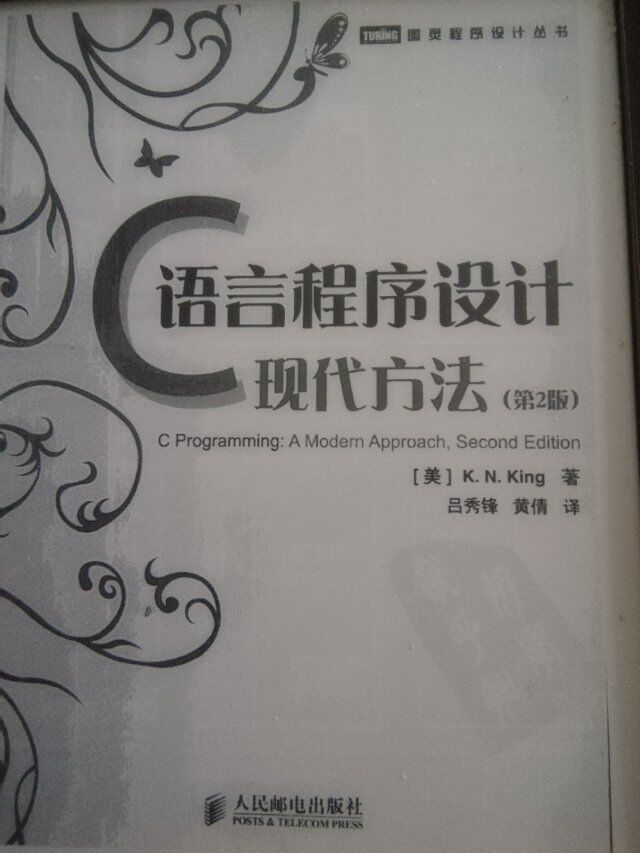 TURING 图灵程序设计丛书
C语言程序设计
现代方法(第2版)
C Programming: A Modern Approach, Second Edition
[美] K. N. King 著
吕秀锋 黄倩 译
人民邮电出版社
POSTS & TELECOM PRESS